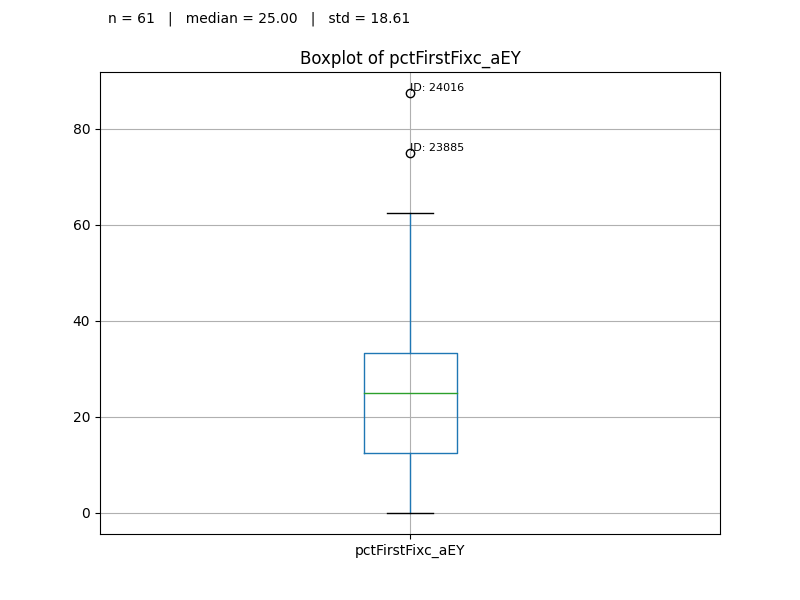 n = 61   |   median = 25.00   |   std = 18.61
Boxplot of pctFirstFixc_aEY
ID: 24016
80
ID: 23885
60
40
20
0
pctFirstFixc_aEY